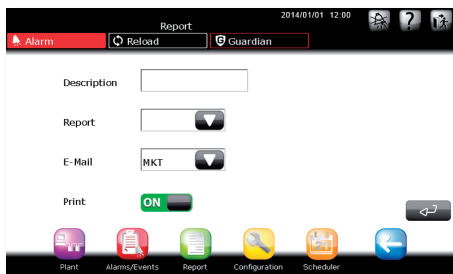 Report
2014/01/01 12:00
?
Alarm
Reload
G Guardian
Description
Report
E-Mail
MKT
Print
ON
Plant
Alarms/Events
Report
Configuration
Scheduler